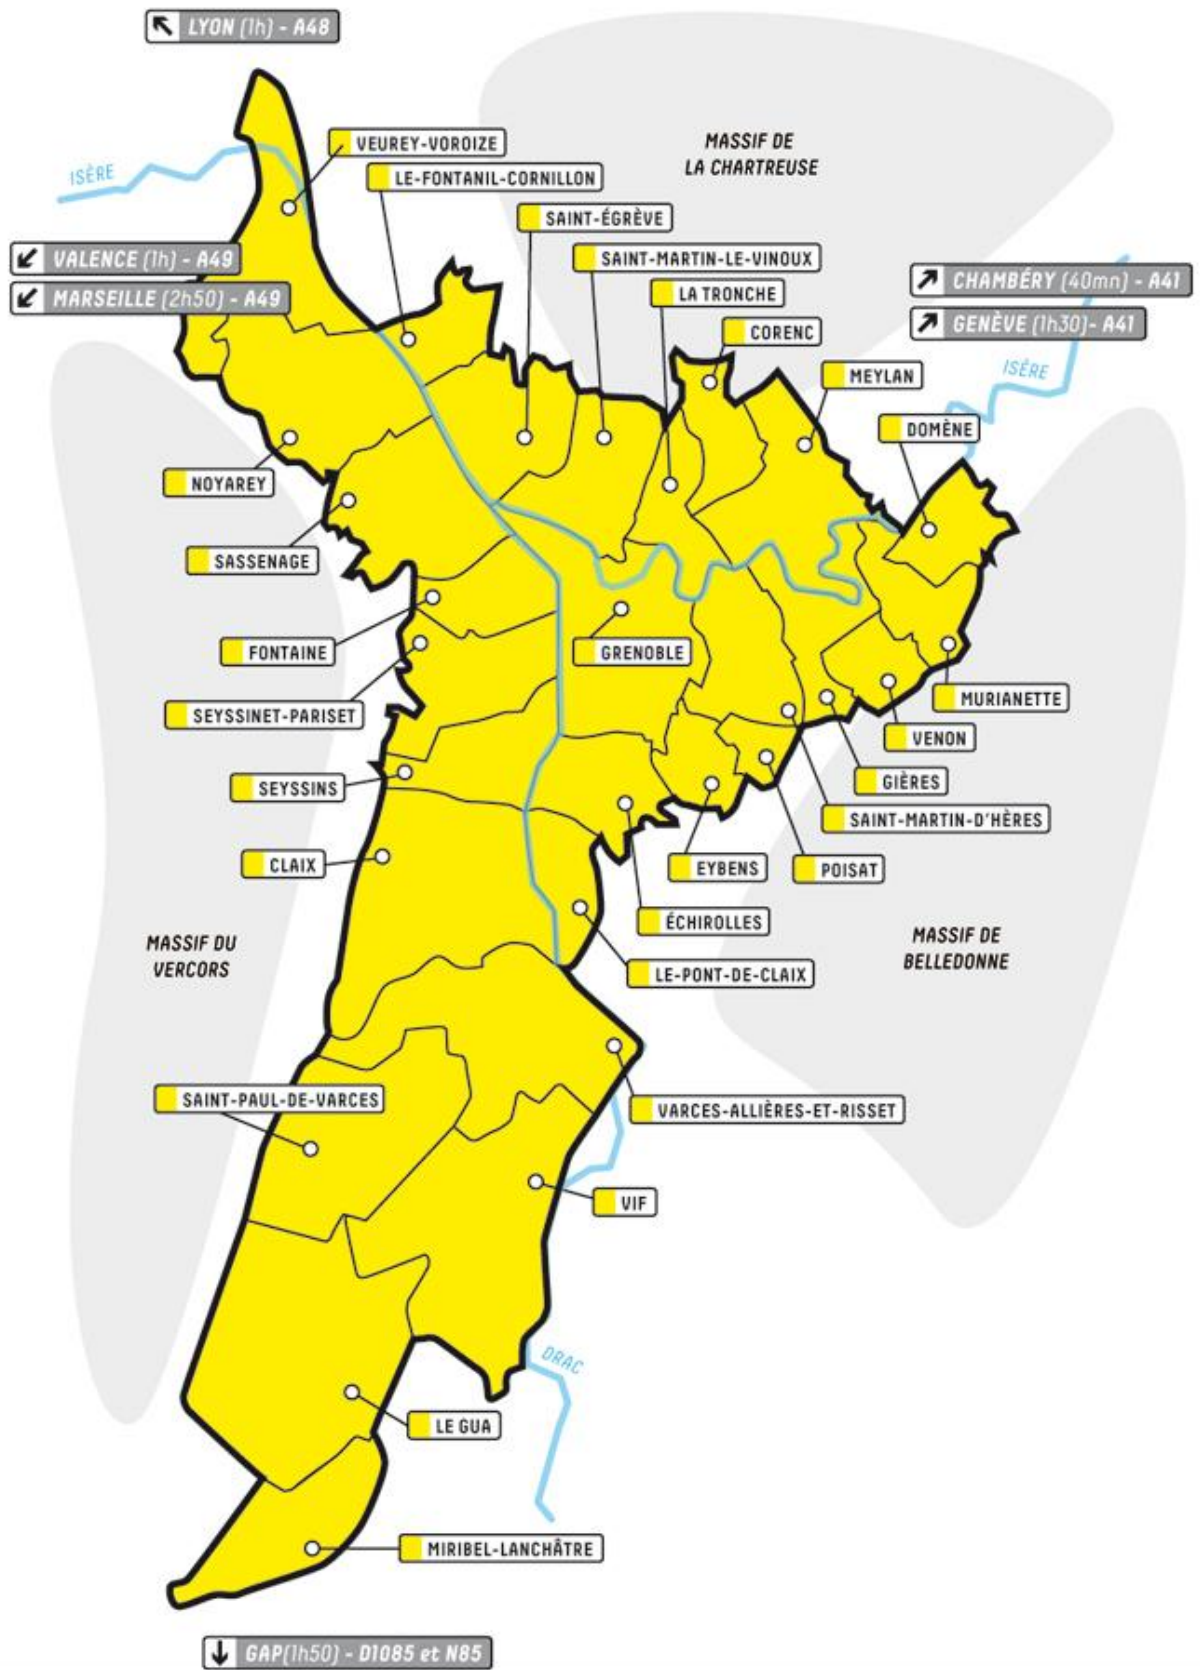 LYON (1h) - A48
VEUREY-VOROIZE
MASSIF DE
LA CHARTREUSE
ISÈRE
LE-FONTANIL-CORNILLON
SAINT-ÉGRÈVE
VALENCE (1h) - A49
SAINT-MARTIN-LE-VINOUX
MARSEILLE (2h50) - A49
LA TRONCHE
CHAMBÉRY (40mn) - A41
GENÈVE (1h30)- A41
CORENC
ISÈRE
MEYLAN
DOMÈNE
NOYAREY
SASSENAGE
FONTAINE
GRENOBLE
MURIANETTE
SEYSSINET-PARISET
VENON
SEYSSINS
GIÈRES
SAINT-MARTIN-D'HÈRES
CLAIX
EYBENS
POISAT
ÉCHIROLLES
MASSIF DU
VERCORS
MASSIF DE
BELLEDONNE
LE-PONT-DE-CLAIX
SAINT-PAUL-DE-VARCES
VARCES-ALLIÈRES-ET-RISSET
VIF
DRAC
LE GUA
MIRIBEL-LANCHÂTRE
GAP(1h50) - D1085 et N85